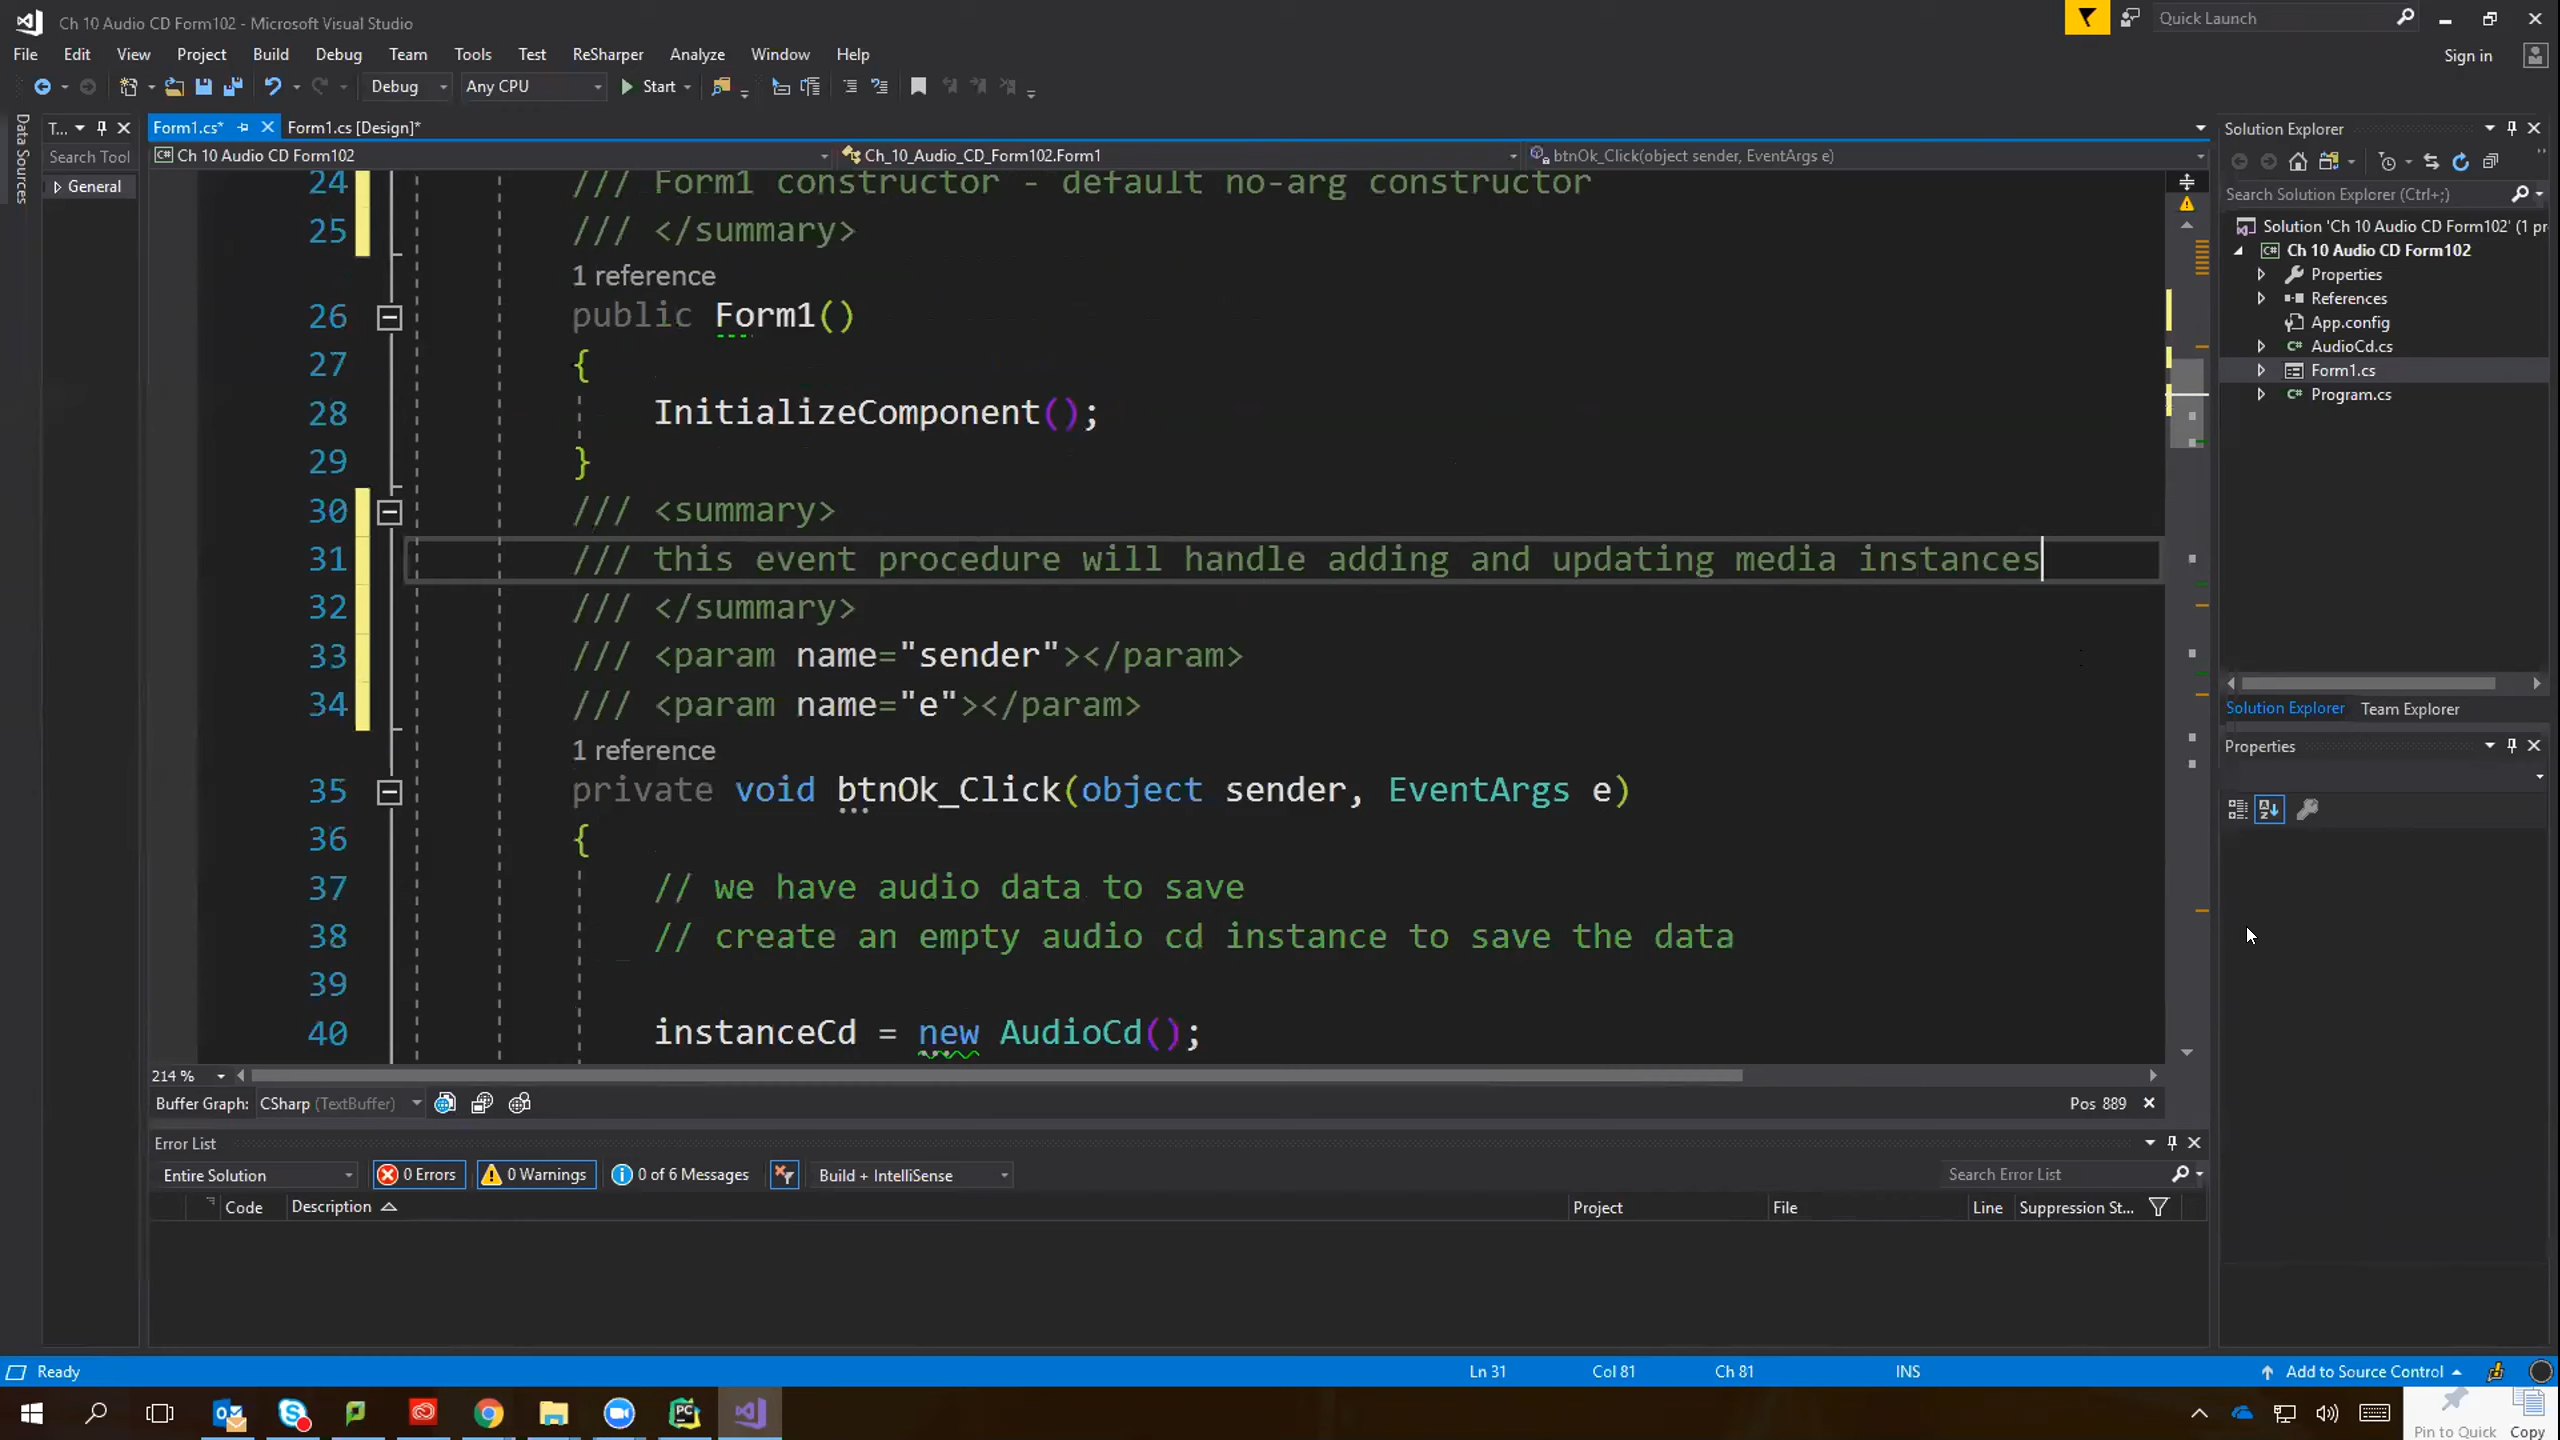 Ch 10 Audio CD Form102 - Microsoft Visual Studio
Quick Launch
File Edit View Project Build Debug Team Tools Test ReSharper Analyze Window Help
Sign in
Debug Any CPU Start
Data Sources
T...
Form1.cs* Form1.cs [Design]*
Solution Explorer
Search Tool
Ch 10 Audio CD Form102
Ch_10_Audio_CD_Form102.Form1
btnOk_Click(object sender, EventArgs e)
General
Search Solution Explorer (Ctrl+;)
Solution 'Ch 10 Audio CD Form102' (1 pr
Ch 10 Audio CD Form102
Properties
References
App.config
AudioCd.cs
Form1.cs
Program.cs
24 /// Form1 constructor - default no-arg constructor
25 /// </summary>
1 reference
26 public Form1()
27 {
28 InitializeComponent();
29 }
30 /// <summary>
31 /// this event procedure will handle adding and updating media instances
32 /// </summary>
33 /// <param name="sender"></param>
34 /// <param name="e"></param>
1 reference
35 private void btnOk_Click(object sender, EventArgs e)
36 {
37 // we have audio data to save
38 // create an empty audio cd instance to save the data
39
40 instanceCd = new AudioCd();
Solution Explorer Team Explorer
Properties
214 %
Buffer Graph: CSharp (TextBuffer)
Pos 889
Error List
Entire Solution 0 Errors 0 Warnings 0 of 6 Messages Build + IntelliSense
Search Error List
Code Description Project File Line Suppression St...
Ready
Ln 31 Col 81 Ch 81 INS
Add to Source Control
Pin to Quick Copy